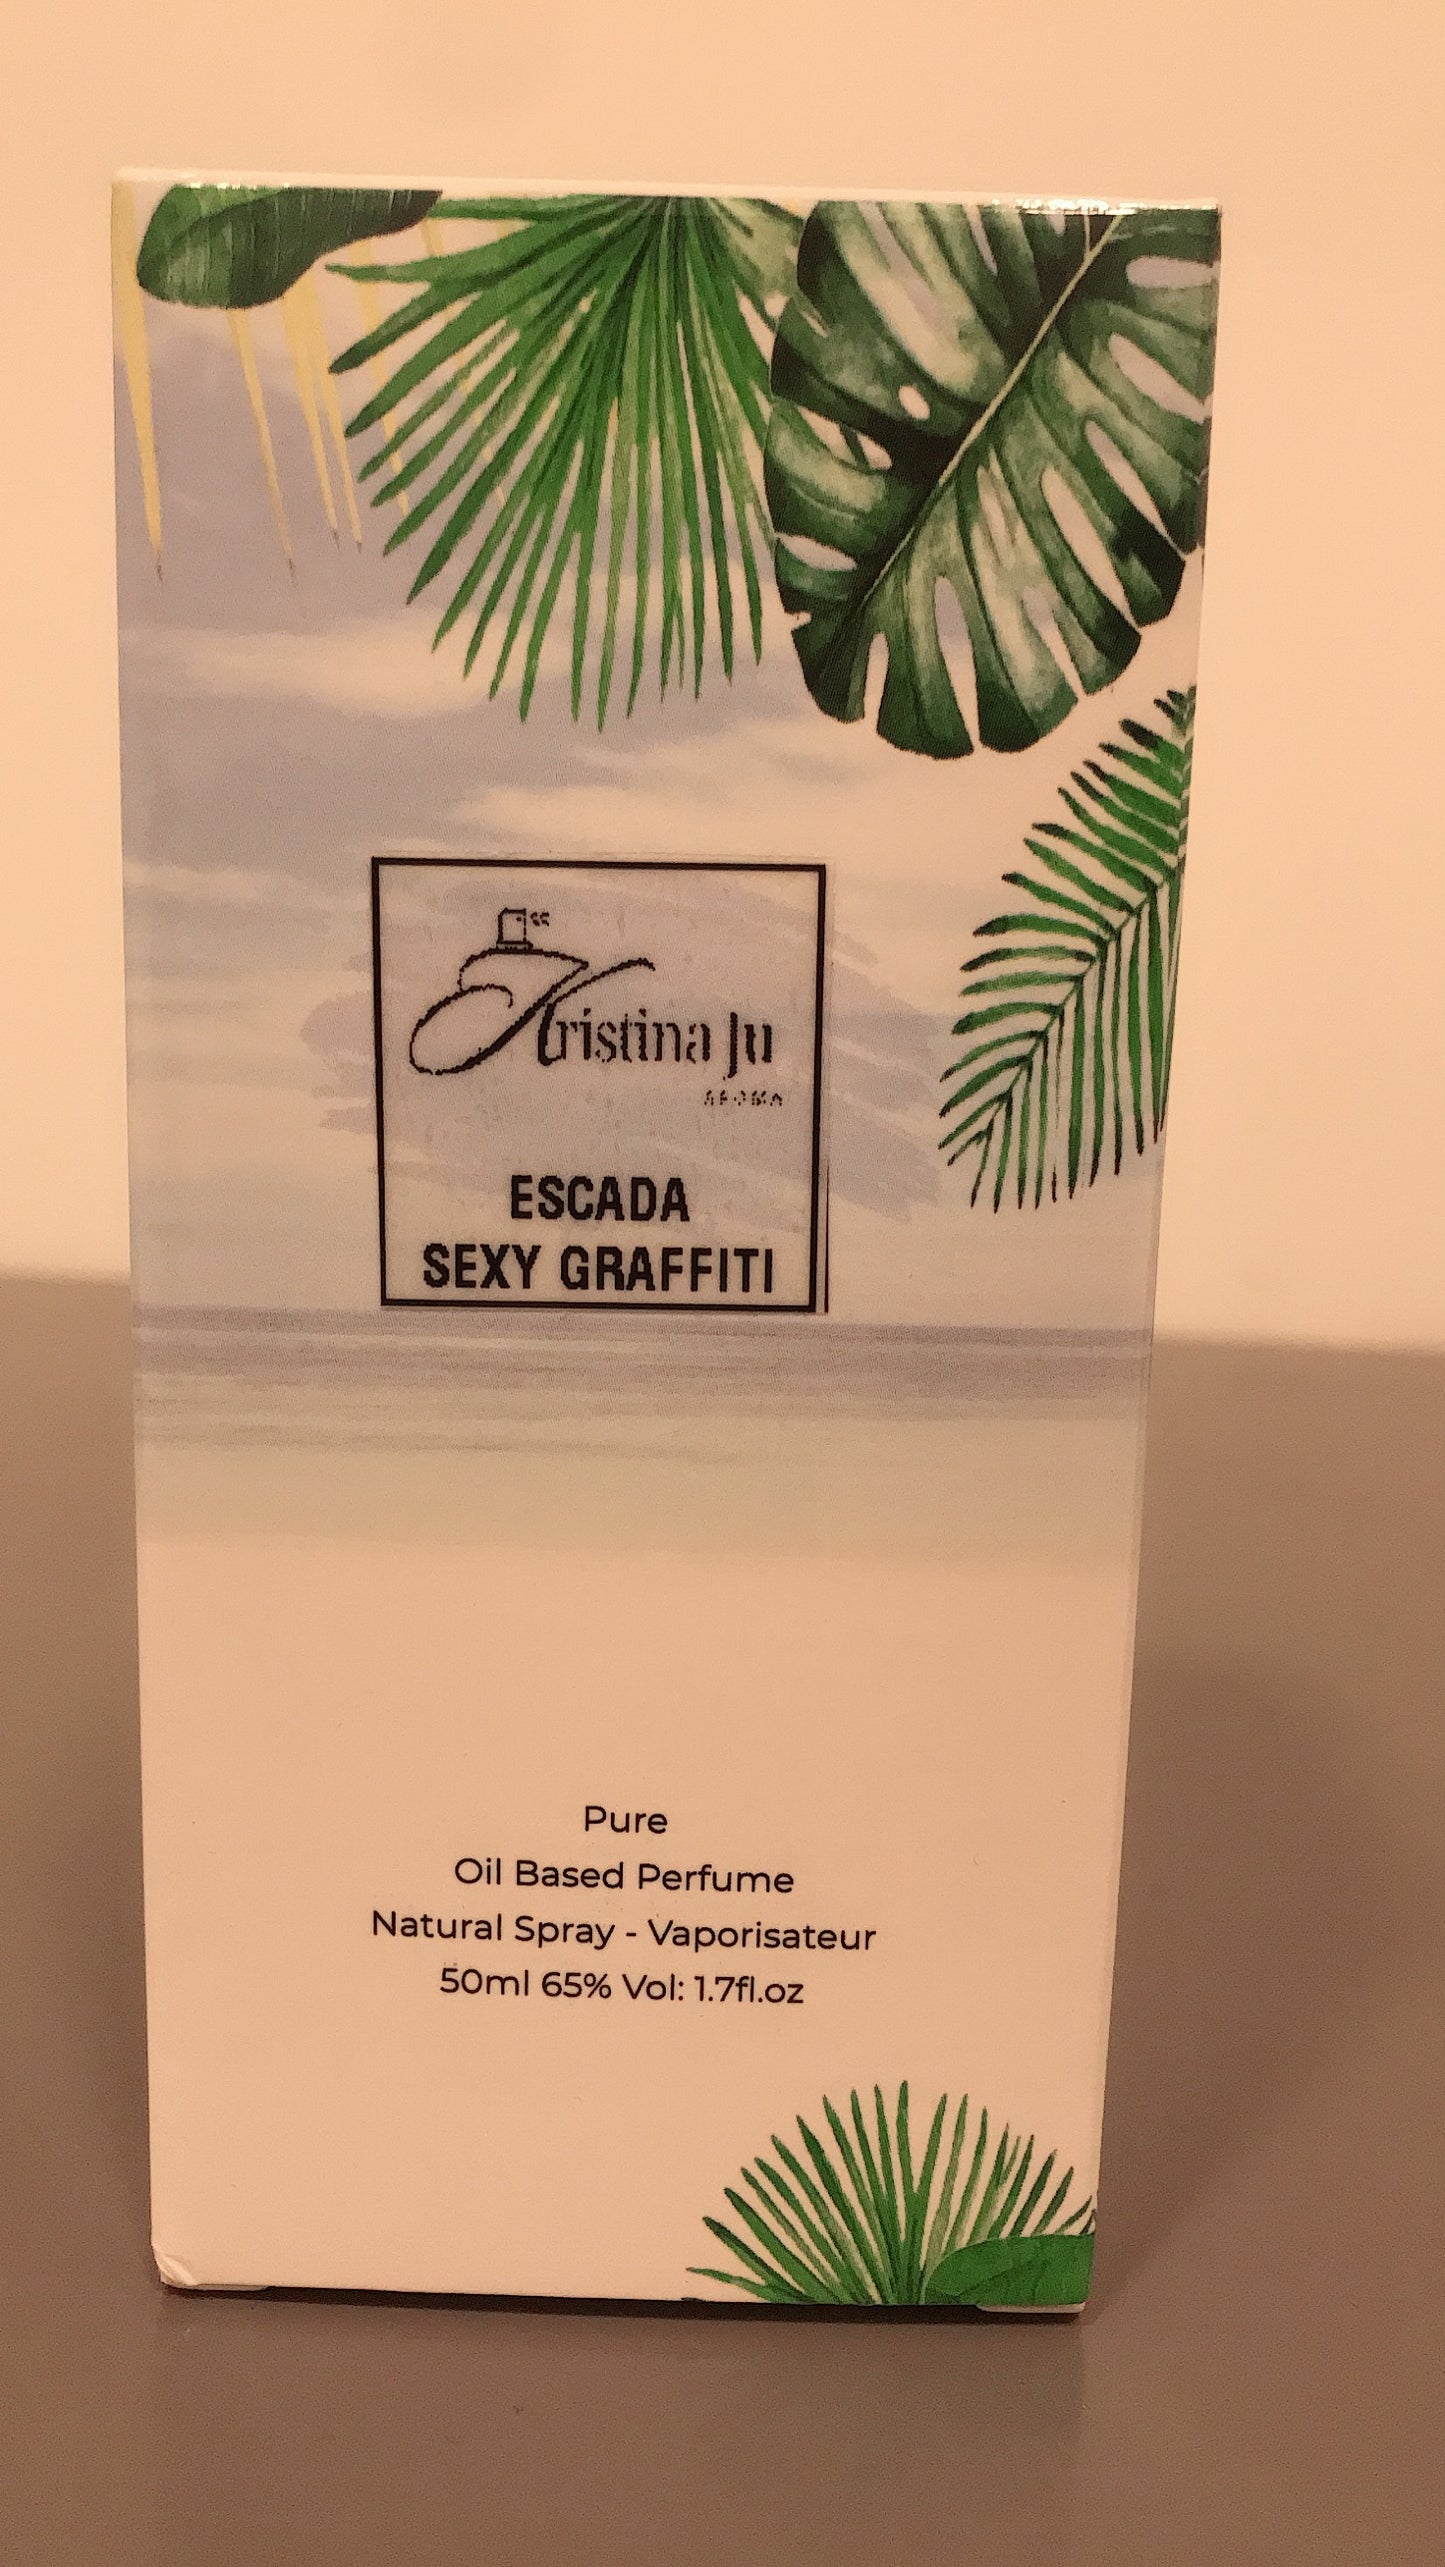 Kristina Ju
AROMA
ESCADA
SEXY GRAFFITI
Pure
Oil Based Perfume
Natural Spray - Vaporisateur
50ml 65% Vol: 1.7fl.oz